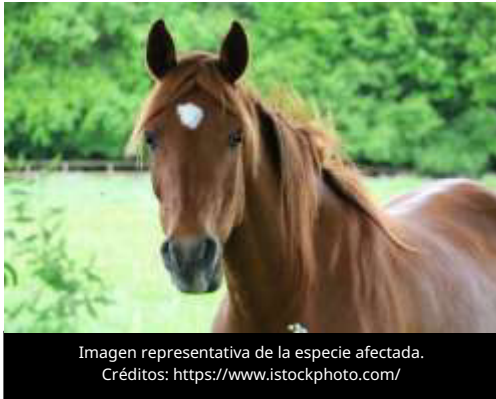 Imagen representativa de la especie afectada.
Créditos: https://www.istockphoto.com/